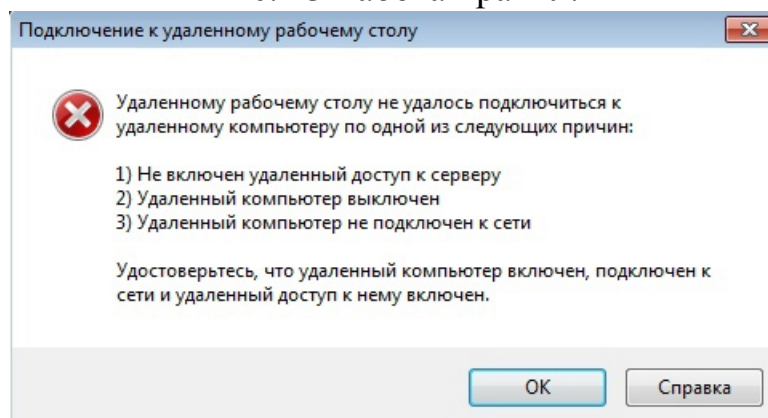 Подключение к удаленному рабочему столу
Удаленному рабочему столу не удалось подключиться к
удаленному компьютеру по одной из следующих причин:
1) Не включен удаленный доступ к серверу
2) Удаленный компьютер выключен
3) Удаленный компьютер не подключен к сети
Удостоверьтесь, что удаленный компьютер включен, подключен к
сети и удаленный доступ к нему включен.
ОК
Справка